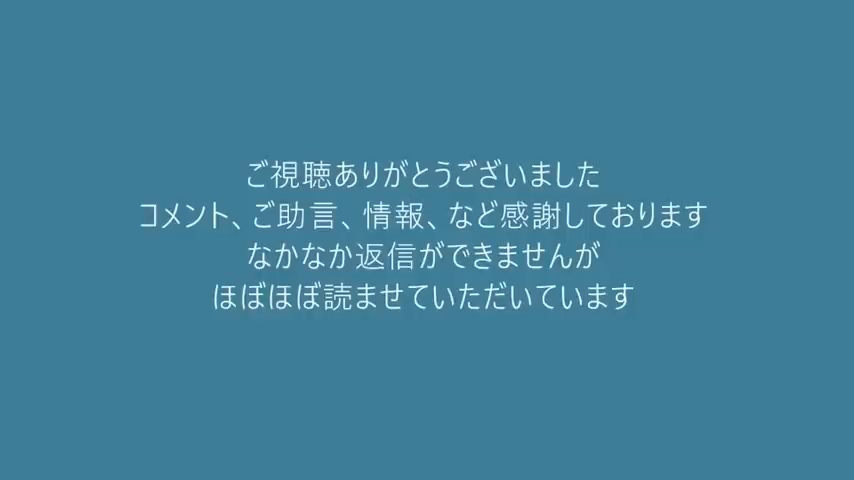 ご視聴ありがとうございました
コメント、ご助言、情報、など感謝しております
なかなか返信ができませんが
ほぼほぼ読ませていただいています